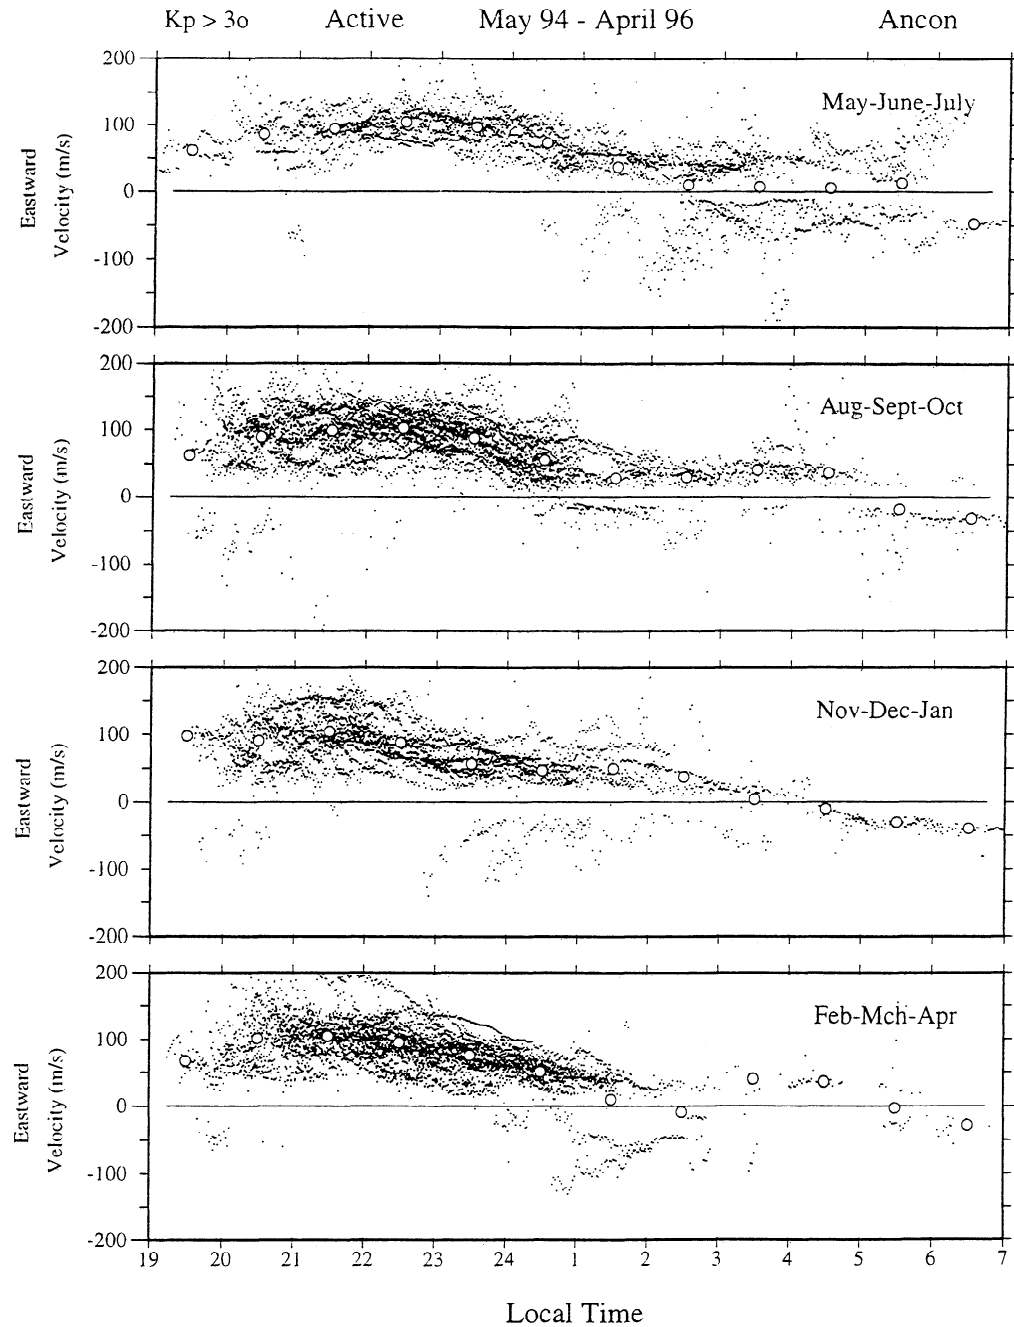 Kp > 3o Active May 94 - April 96 Ancon
200
100
0
-100
-200
Eastward
Velocity (m/s)
May-June-July
200
100
0
-100
-200
Eastward
Velocity (m/s)
Aug-Sept-Oct
200
100
0
-100
-200
Eastward
Velocity (m/s)
Nov-Dec-Jan
200
100
0
-100
-200
Eastward
Velocity (m/s)
Feb-Mch-Apr
19 20 21 22 23 24 1 2 3 4 5 6 7
Local Time